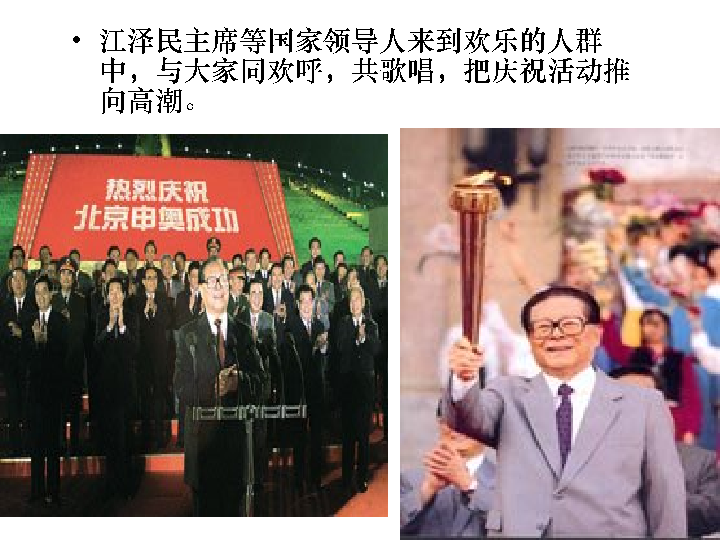 • 江泽民主席等国家领导人来到欢乐的人群
中，与大家同欢呼，共歌唱，把庆祝活动推
向高潮。
热烈庆祝
北京申奥成功